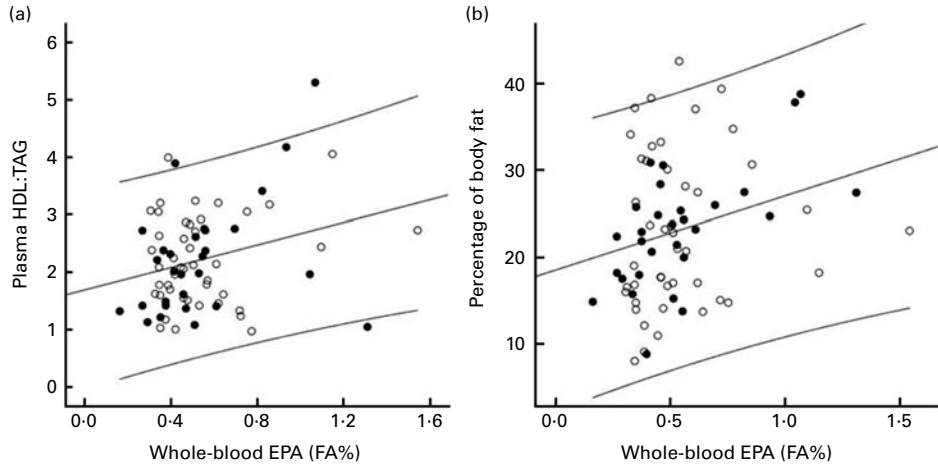 (a)
Plasma HDL:TAG
6
5
4
3
2
1
0
0·0 0·4 0·8 1·2 1·6
Whole-blood EPA (FA%)
(b)
Percentage of body fat
40
30
20
10
0·0 0·5 1·0 1·5
Whole-blood EPA (FA%)